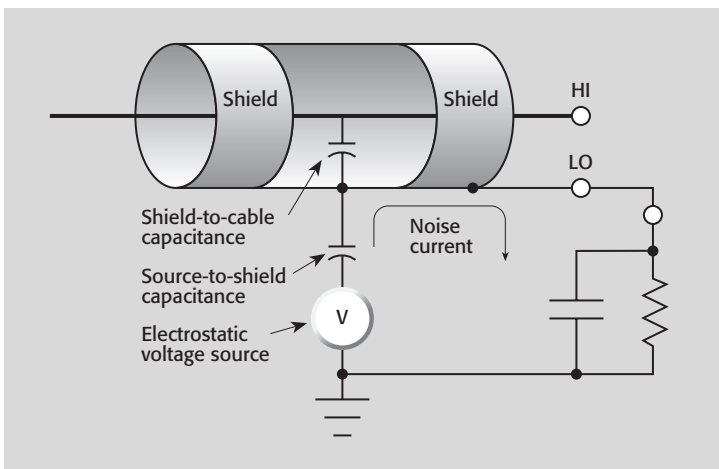 Shield
Shield
HI
LO
Shield-to-cable
capacitance
Noise
current
Source-to-shield
capacitance
V
Electrostatic
voltage source